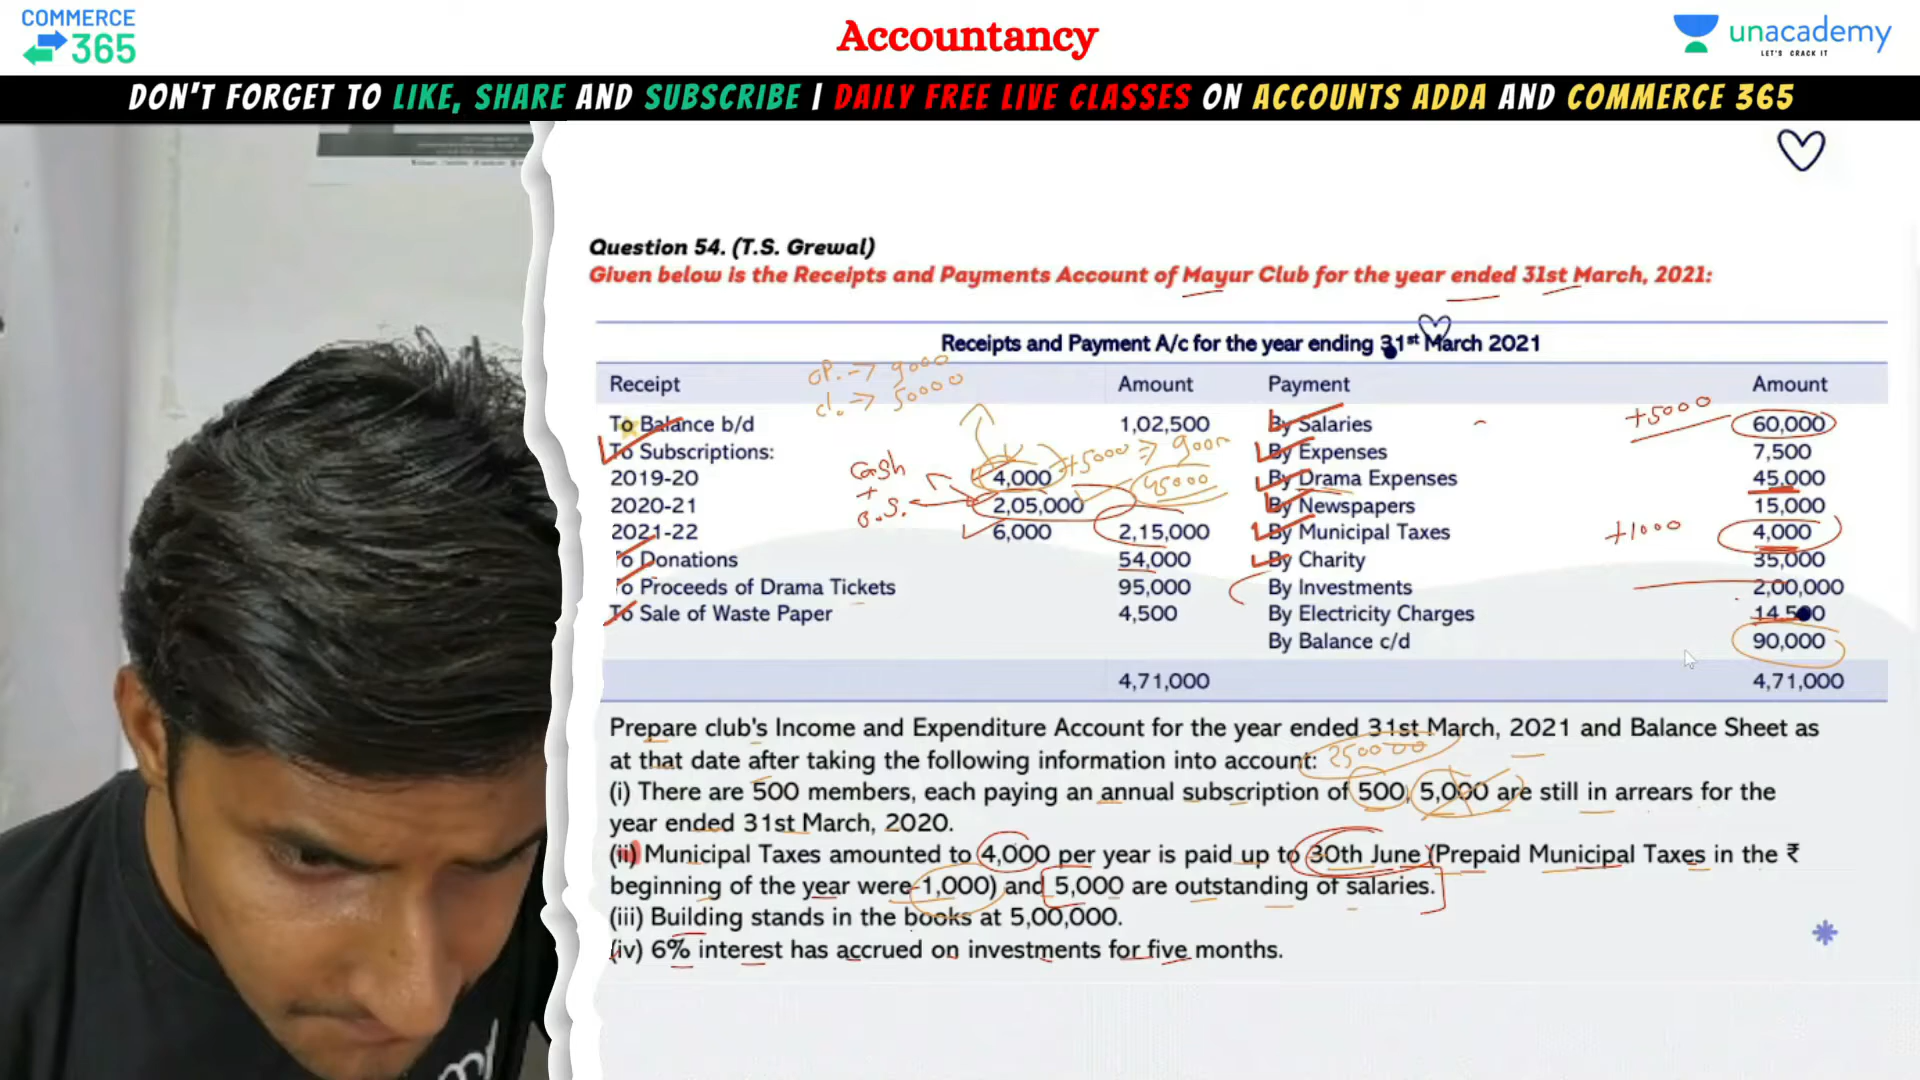 COMMERCE
365
Accountancy
unacademy
LET'S CRACK IT
DON'T FORGET TO LIKE, SHARE AND SUBSCRIBE | DAILY FREE LIVE CLASSES ON ACCOUNTS ADDA AND COMMERCE 365
Question 54. (T.S. Grewal)
Given below is the Receipts and Payments Account of Mayur Club for the year ended 31st March, 2021:
Receipts and Payment A/c for the year ending 31st March 2021
Receipt Amount Payment Amount
op. -> 9000
cl. -> 50000
To Balance b/d 1,02,500 By Salaries +5000 60,000
To Subscriptions: By Expenses 7,500
2019-20 4,000 +5000 => 9000 By Drama Expenses 45,000
Cash + O.S. 45000
2020-21 2,05,000 By Newspapers 15,000
2021-22 6,000 2,15,000 By Municipal Taxes +1000 4,000
To Donations 54,000 By Charity 35,000
To Proceeds of Drama Tickets 95,000 By Investments 2,00,000
To Sale of Waste Paper 4,500 By Electricity Charges 14,500
By Balance c/d 90,000
4,71,000 4,71,000
Prepare club's Income and Expenditure Account for the year ended 31st March, 2021 and Balance Sheet as
at that date after taking the following information into account: 250000
(i) There are 500 members, each paying an annual subscription of 500, 5,000 are still in arrears for the
year ended 31st March, 2020.
(ii) Municipal Taxes amounted to 4,000 per year is paid up to 30th June (Prepaid Municipal Taxes in the ₹
beginning of the year were 1,000) and 5,000 are outstanding of salaries.
(iii) Building stands in the books at 5,00,000.
(iv) 6% interest has accrued on investments for five months.